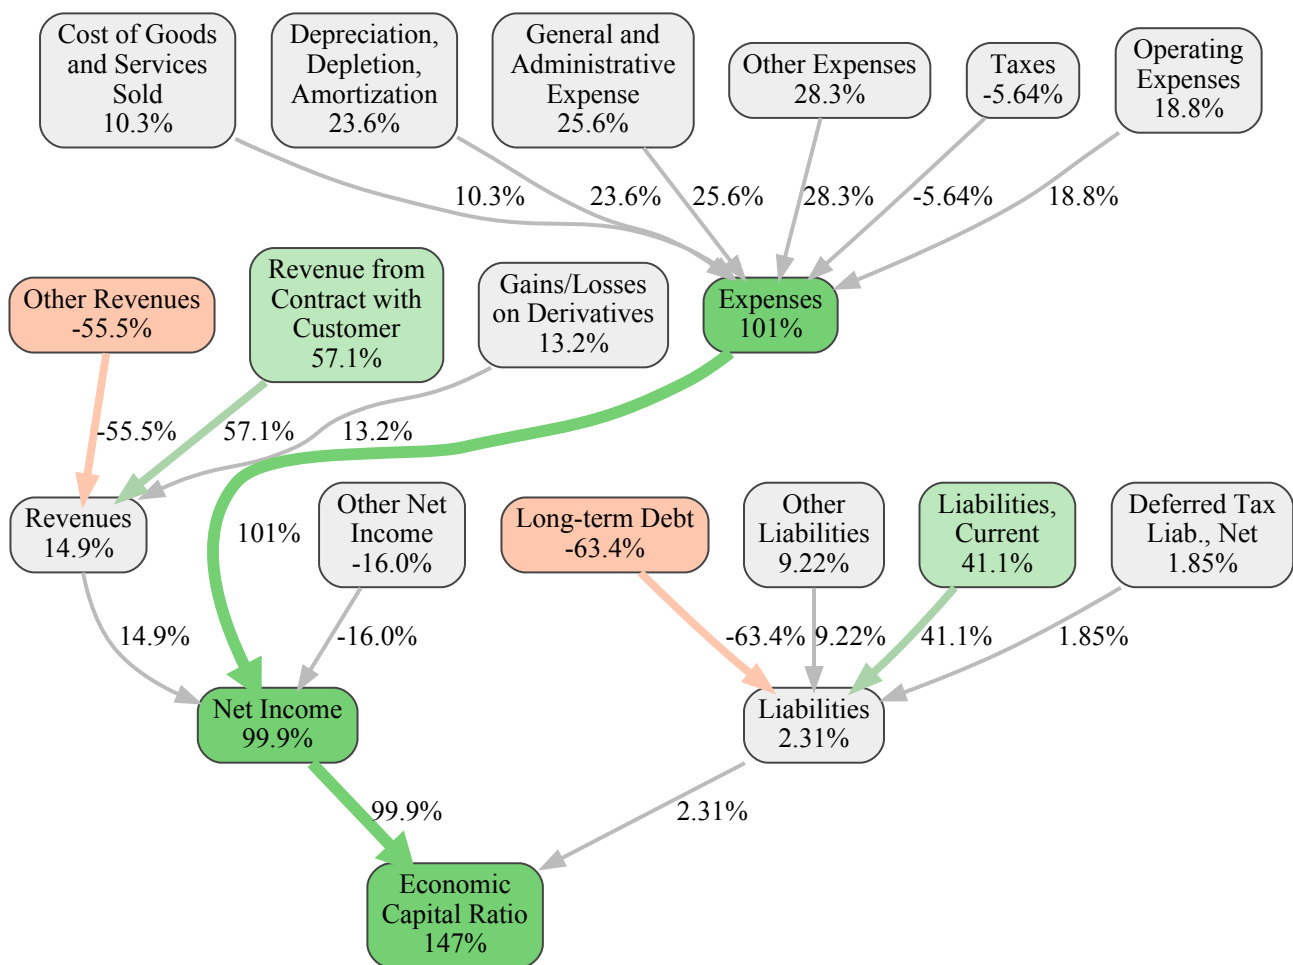 Cost of Goods
and Services
Sold
10.3%
Depreciation,
Depletion,
Amortization
23.6%
General and
Administrative
Expense
25.6%
Other Expenses
28.3%
Taxes
-5.64%
Operating
Expenses
18.8%
10.3%
23.6%
25.6%
28.3%
-5.64%
18.8%
Other Revenues
-55.5%
Revenue from
Contract with
Customer
57.1%
Gains/Losses
on Derivatives
13.2%
Expenses
101%
-55.5%
57.1%
13.2%
Revenues
14.9%
101%
Other Net
Income
-16.0%
Long-term Debt
-63.4%
Other
Liabilities
9.22%
Liabilities,
Current
41.1%
Deferred Tax
Liab., Net
1.85%
14.9%
-16.0%
-63.4%
9.22%
41.1%
1.85%
Net Income
99.9%
Liabilities
2.31%
99.9%
2.31%
Economic
Capital Ratio
147%